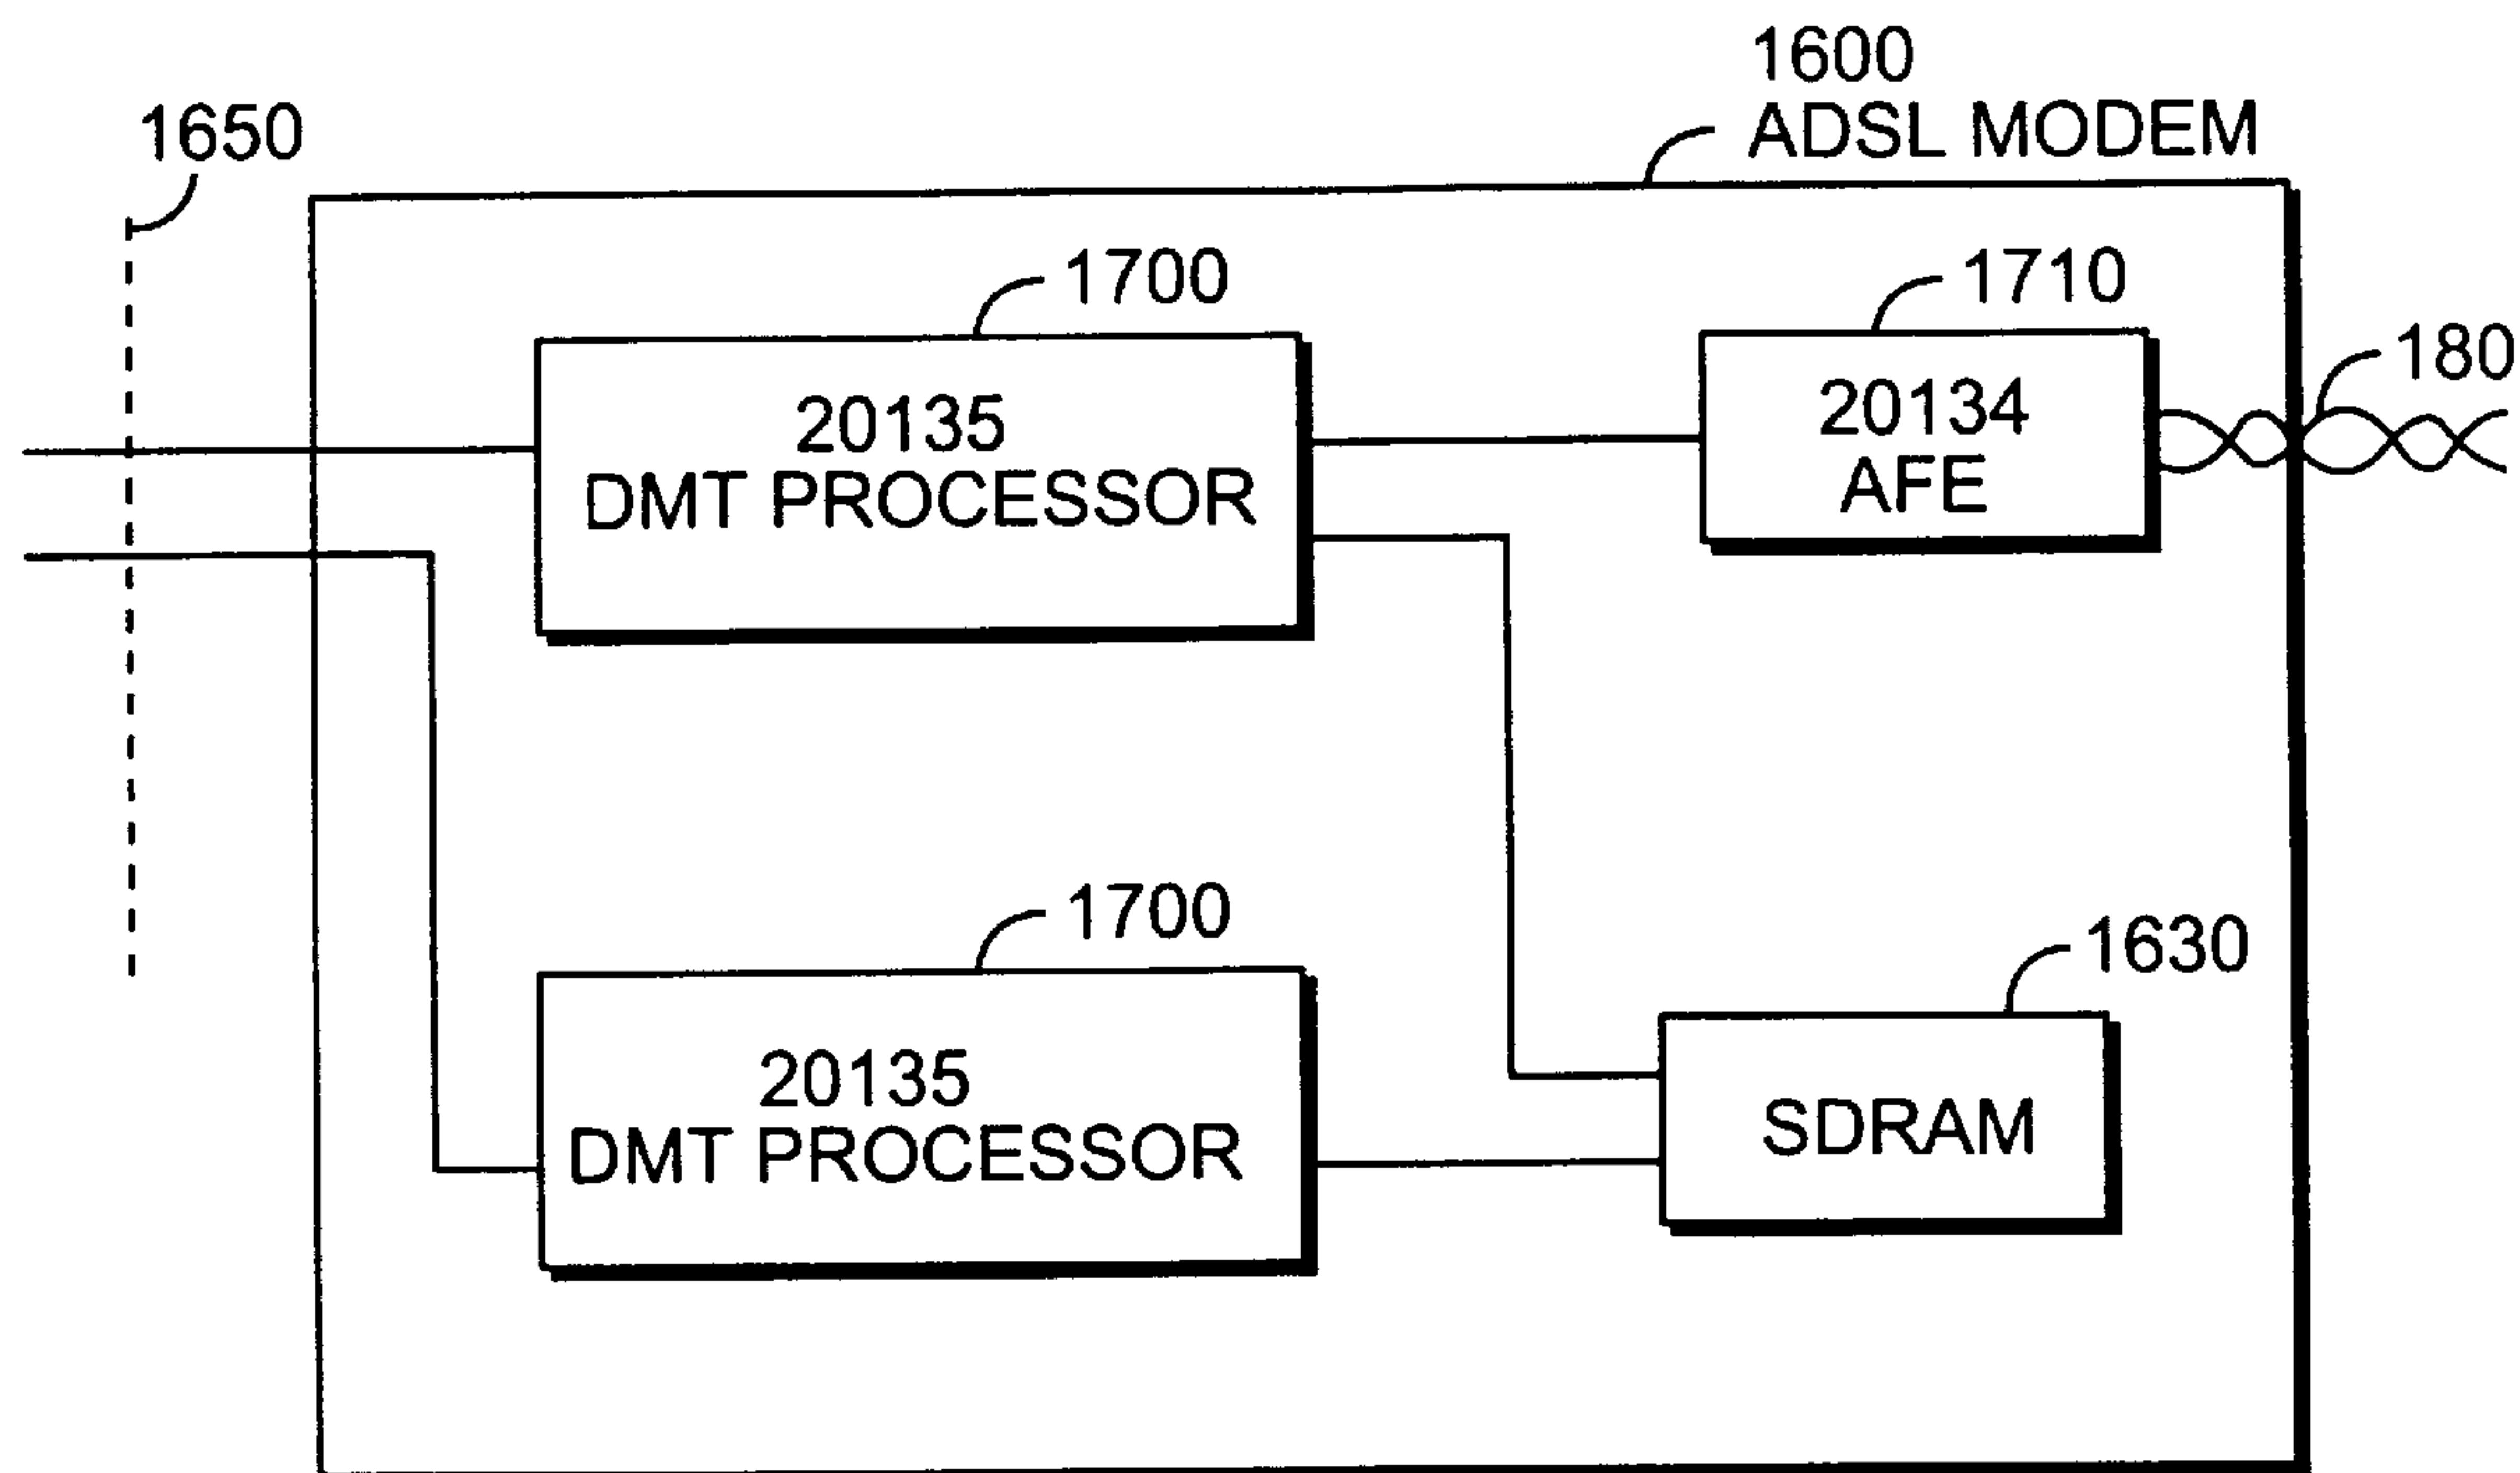 1600
ADSL MODEM
1650
1700
1710
180
20135
DMT PROCESSOR
20134
AFE
1700
1630
20135
DMT PROCESSOR
SDRAM